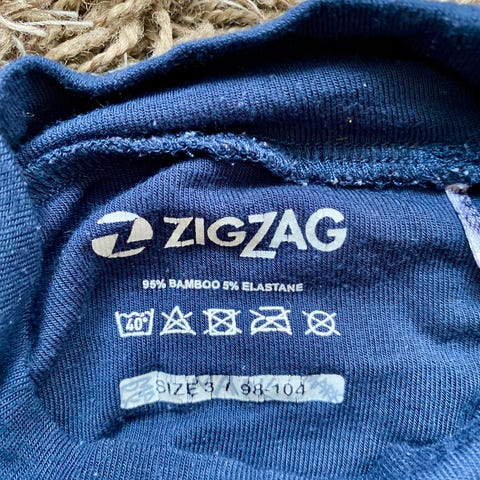 ZIGZAG
95% BAMBOO 5% ELASTANE
40°
SIZE 3 / 98-104